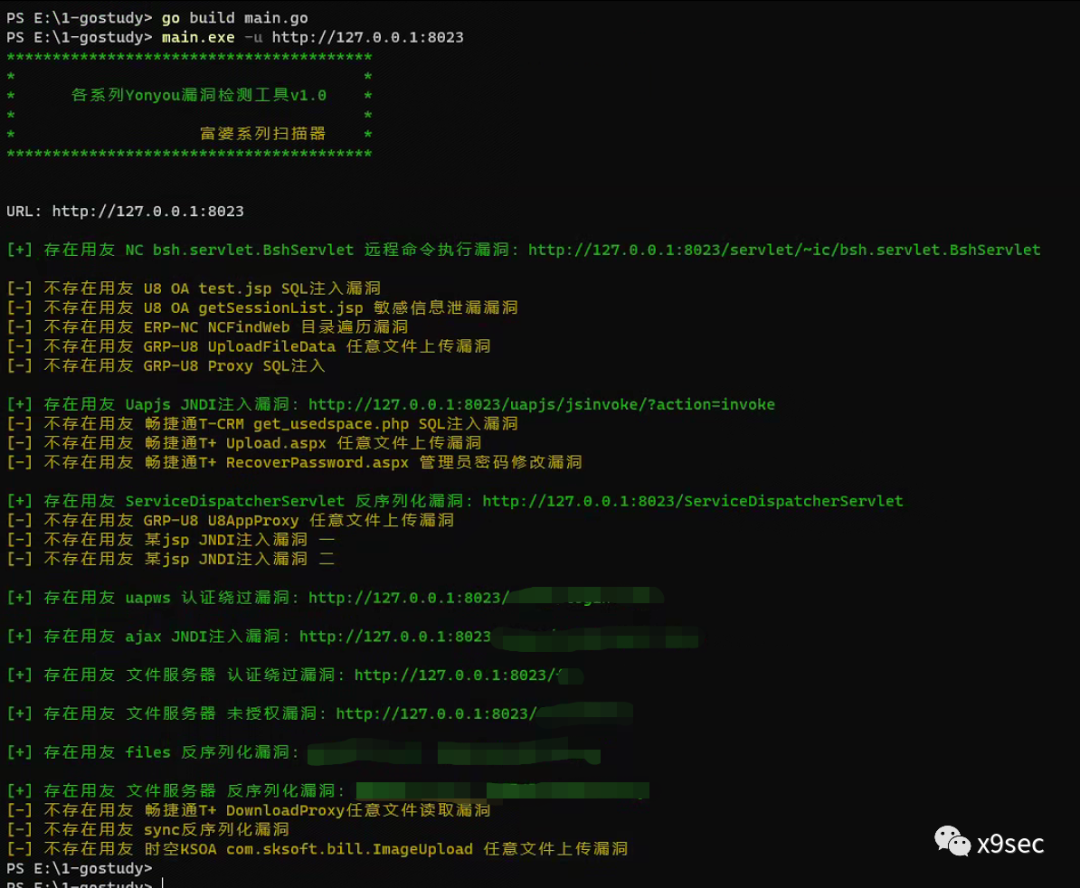 PS E:\1-gostudy> go build main.go
PS E:\1-gostudy> main.exe -u http://127.0.0.1:8023
****************************************
*                                      *
*      各系列Yonyou漏洞检测工具v1.0    *
*                                      *
*                     富婆系列扫描器    *
****************************************
URL: http://127.0.0.1:8023
[+] 存在用友 NC bsh.servlet.BshServlet 远程命令执行漏洞: http://127.0.0.1:8023/servlet/~ic/bsh.servlet.BshServlet
[-] 不存在用友 U8 OA test.jsp SQL注入漏洞
[-] 不存在用友 U8 OA getSessionList.jsp 敏感信息泄漏漏洞
[-] 不存在用友 ERP-NC NCFindWeb 目录遍历漏洞
[-] 不存在用友 GRP-U8 UploadFileData 任意文件上传漏洞
[-] 不存在用友 GRP-U8 Proxy SQL注入
[+] 存在用友 Uapjs JNDI注入漏洞: http://127.0.0.1:8023/uapjs/jsinvoke/?action=invoke
[-] 不存在用友 畅捷通T-CRM get_usedspace.php SQL注入漏洞
[-] 不存在用友 畅捷通T+ Upload.aspx 任意文件上传漏洞
[-] 不存在用友 畅捷通T+ RecoverPassword.aspx 管理员密码修改漏洞
[+] 存在用友 ServiceDispatcherServlet 反序列化漏洞: http://127.0.0.1:8023/ServiceDispatcherServlet
[-] 不存在用友 GRP-U8 U8AppProxy 任意文件上传漏洞
[-] 不存在用友 某jsp JNDI注入漏洞 一
[-] 不存在用友 某jsp JNDI注入漏洞 二
[+] 存在用友 uapws 认证绕过漏洞: http://127.0.0.1:8023/
[+] 存在用友 ajax JNDI注入漏洞: http://127.0.0.1:8023
[+] 存在用友 文件服务器 认证绕过漏洞: http://127.0.0.1:8023/
[+] 存在用友 文件服务器 未授权漏洞: http://127.0.0.1:8023/
[+] 存在用友 files 反序列化漏洞:
[+] 存在用友 文件服务器 反序列化漏洞:
[-] 不存在用友 畅捷通T+ DownloadProxy任意文件读取漏洞
[-] 不存在用友 sync反序列化漏洞
[-] 不存在用友 时空KSOA com.sksoft.bill.ImageUpload 任意文件上传漏洞
PS E:\1-gostudy>
PS E:\1-gostudy>
x9sec